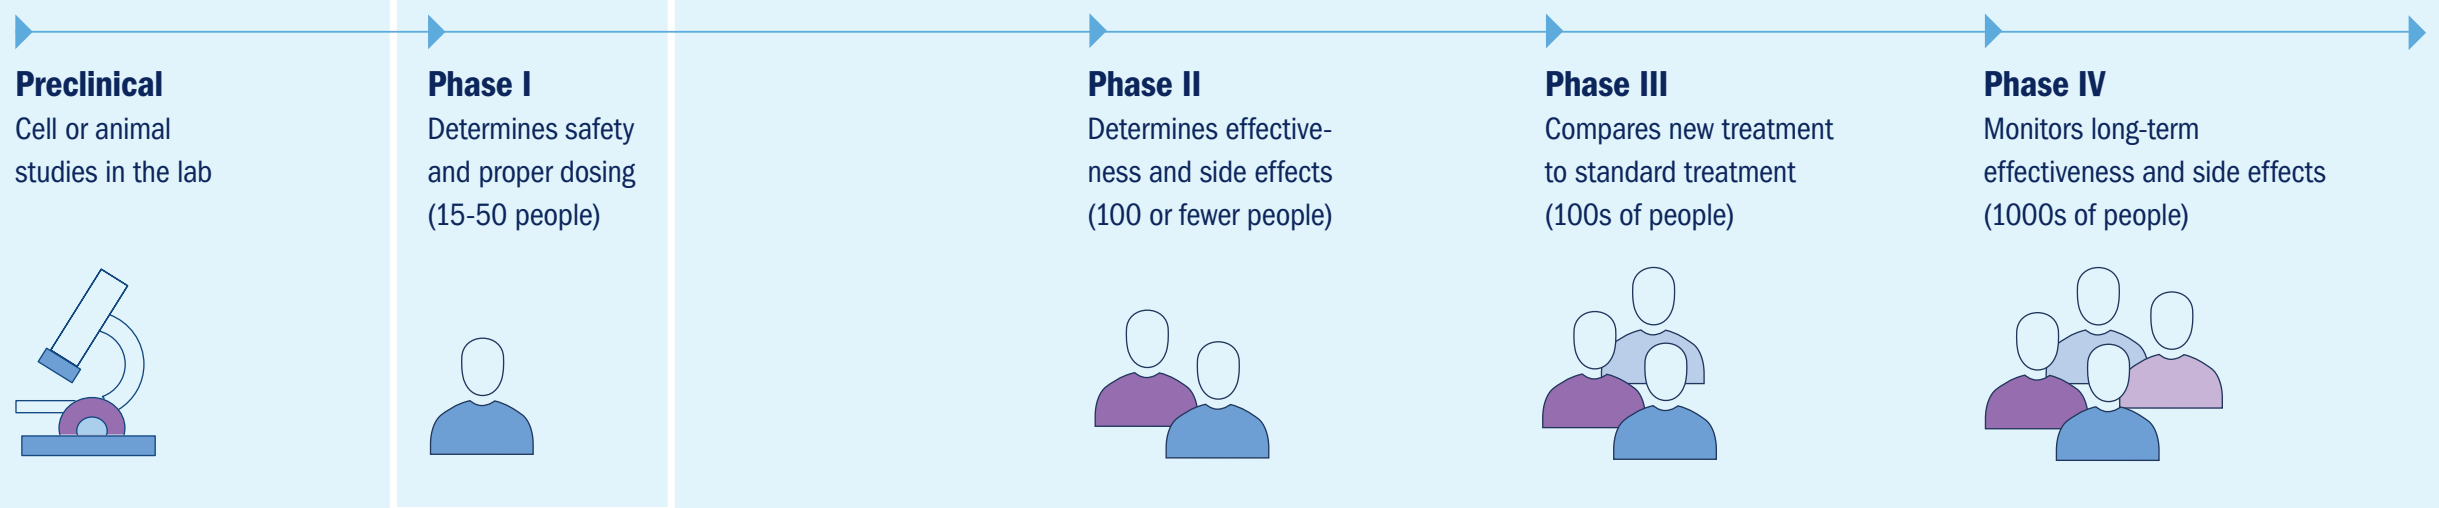 Preclinical
Cell or animal
studies in the lab
Phase I
Determines safety
and proper dosing
(15-50 people)
Phase II
Determines effective-
ness and side effects
(100 or fewer people)
Phase III
Compares new treatment
to standard treatment
(100s of people)
Phase IV
Monitors long-term
effectiveness and side effects
(1000s of people)